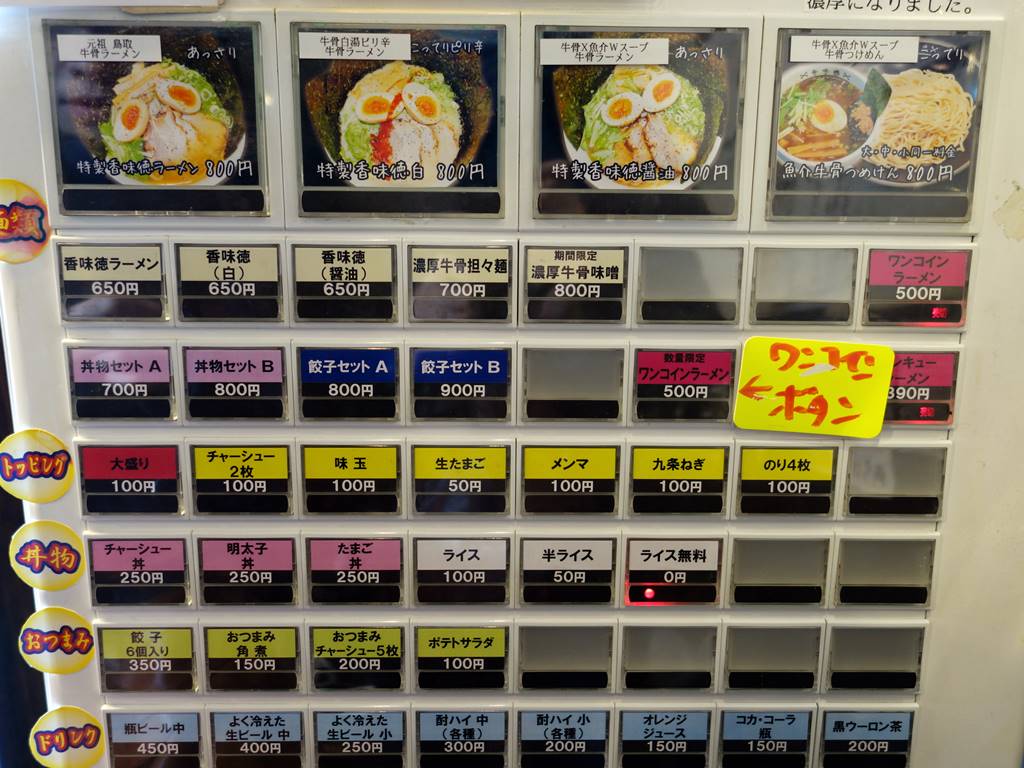 濃厚になりました。
元祖 鳥取
牛骨ラーメン
あっさり
特製香味徳ラーメン 800円
牛骨白湯ピリ辛
牛骨ラーメン
こってりピリ辛
特製香味徳白 800円
牛骨X魚介Wスープ
牛骨ラーメン
あっさり
特製香味徳醤油 800円
牛骨X魚介Wスープ
牛骨つけめん
こってり
大・中・小同一料金
魚介牛骨つめけん 800円
香味徳ラーメン
650円
香味徳
(白)
650円
香味徳
(醤油)
650円
濃厚牛骨担々麺
700円
期間限定
濃厚牛骨味噌
800円
ワンコイン
ラーメン
500円
売切
丼物セット A
700円
丼物セット B
800円
餃子セット A
800円
餃子セット B
900円
数量限定
ワンコインラーメン
500円
ワンコイン
←ボタン
ンキュー
ラーメン
390円
売切
トッピング
大盛り
100円
チャーシュー
2枚
100円
味 玉
100円
生たまご
50円
メンマ
100円
九条ねぎ
100円
のり4枚
100円
丼物
チャーシュー
丼
250円
明太子
丼
250円
たまご
丼
250円
ライス
100円
半ライス
50円
ライス無料
0円
おつまみ
餃 子
6個入り
350円
おつまみ
角 煮
150円
おつまみ
チャーシュー5枚
200円
ポテトサラダ
100円
ドリンク
瓶ビール中
450円
よく冷えた
生ビール 中
400円
よく冷えた
生ビール 小
250円
酎ハイ 中
(各種)
300円
酎ハイ 小
(各種)
200円
オレンジ
ジュース
150円
コカ・コーラ
瓶
150円
黒ウーロン茶
200円